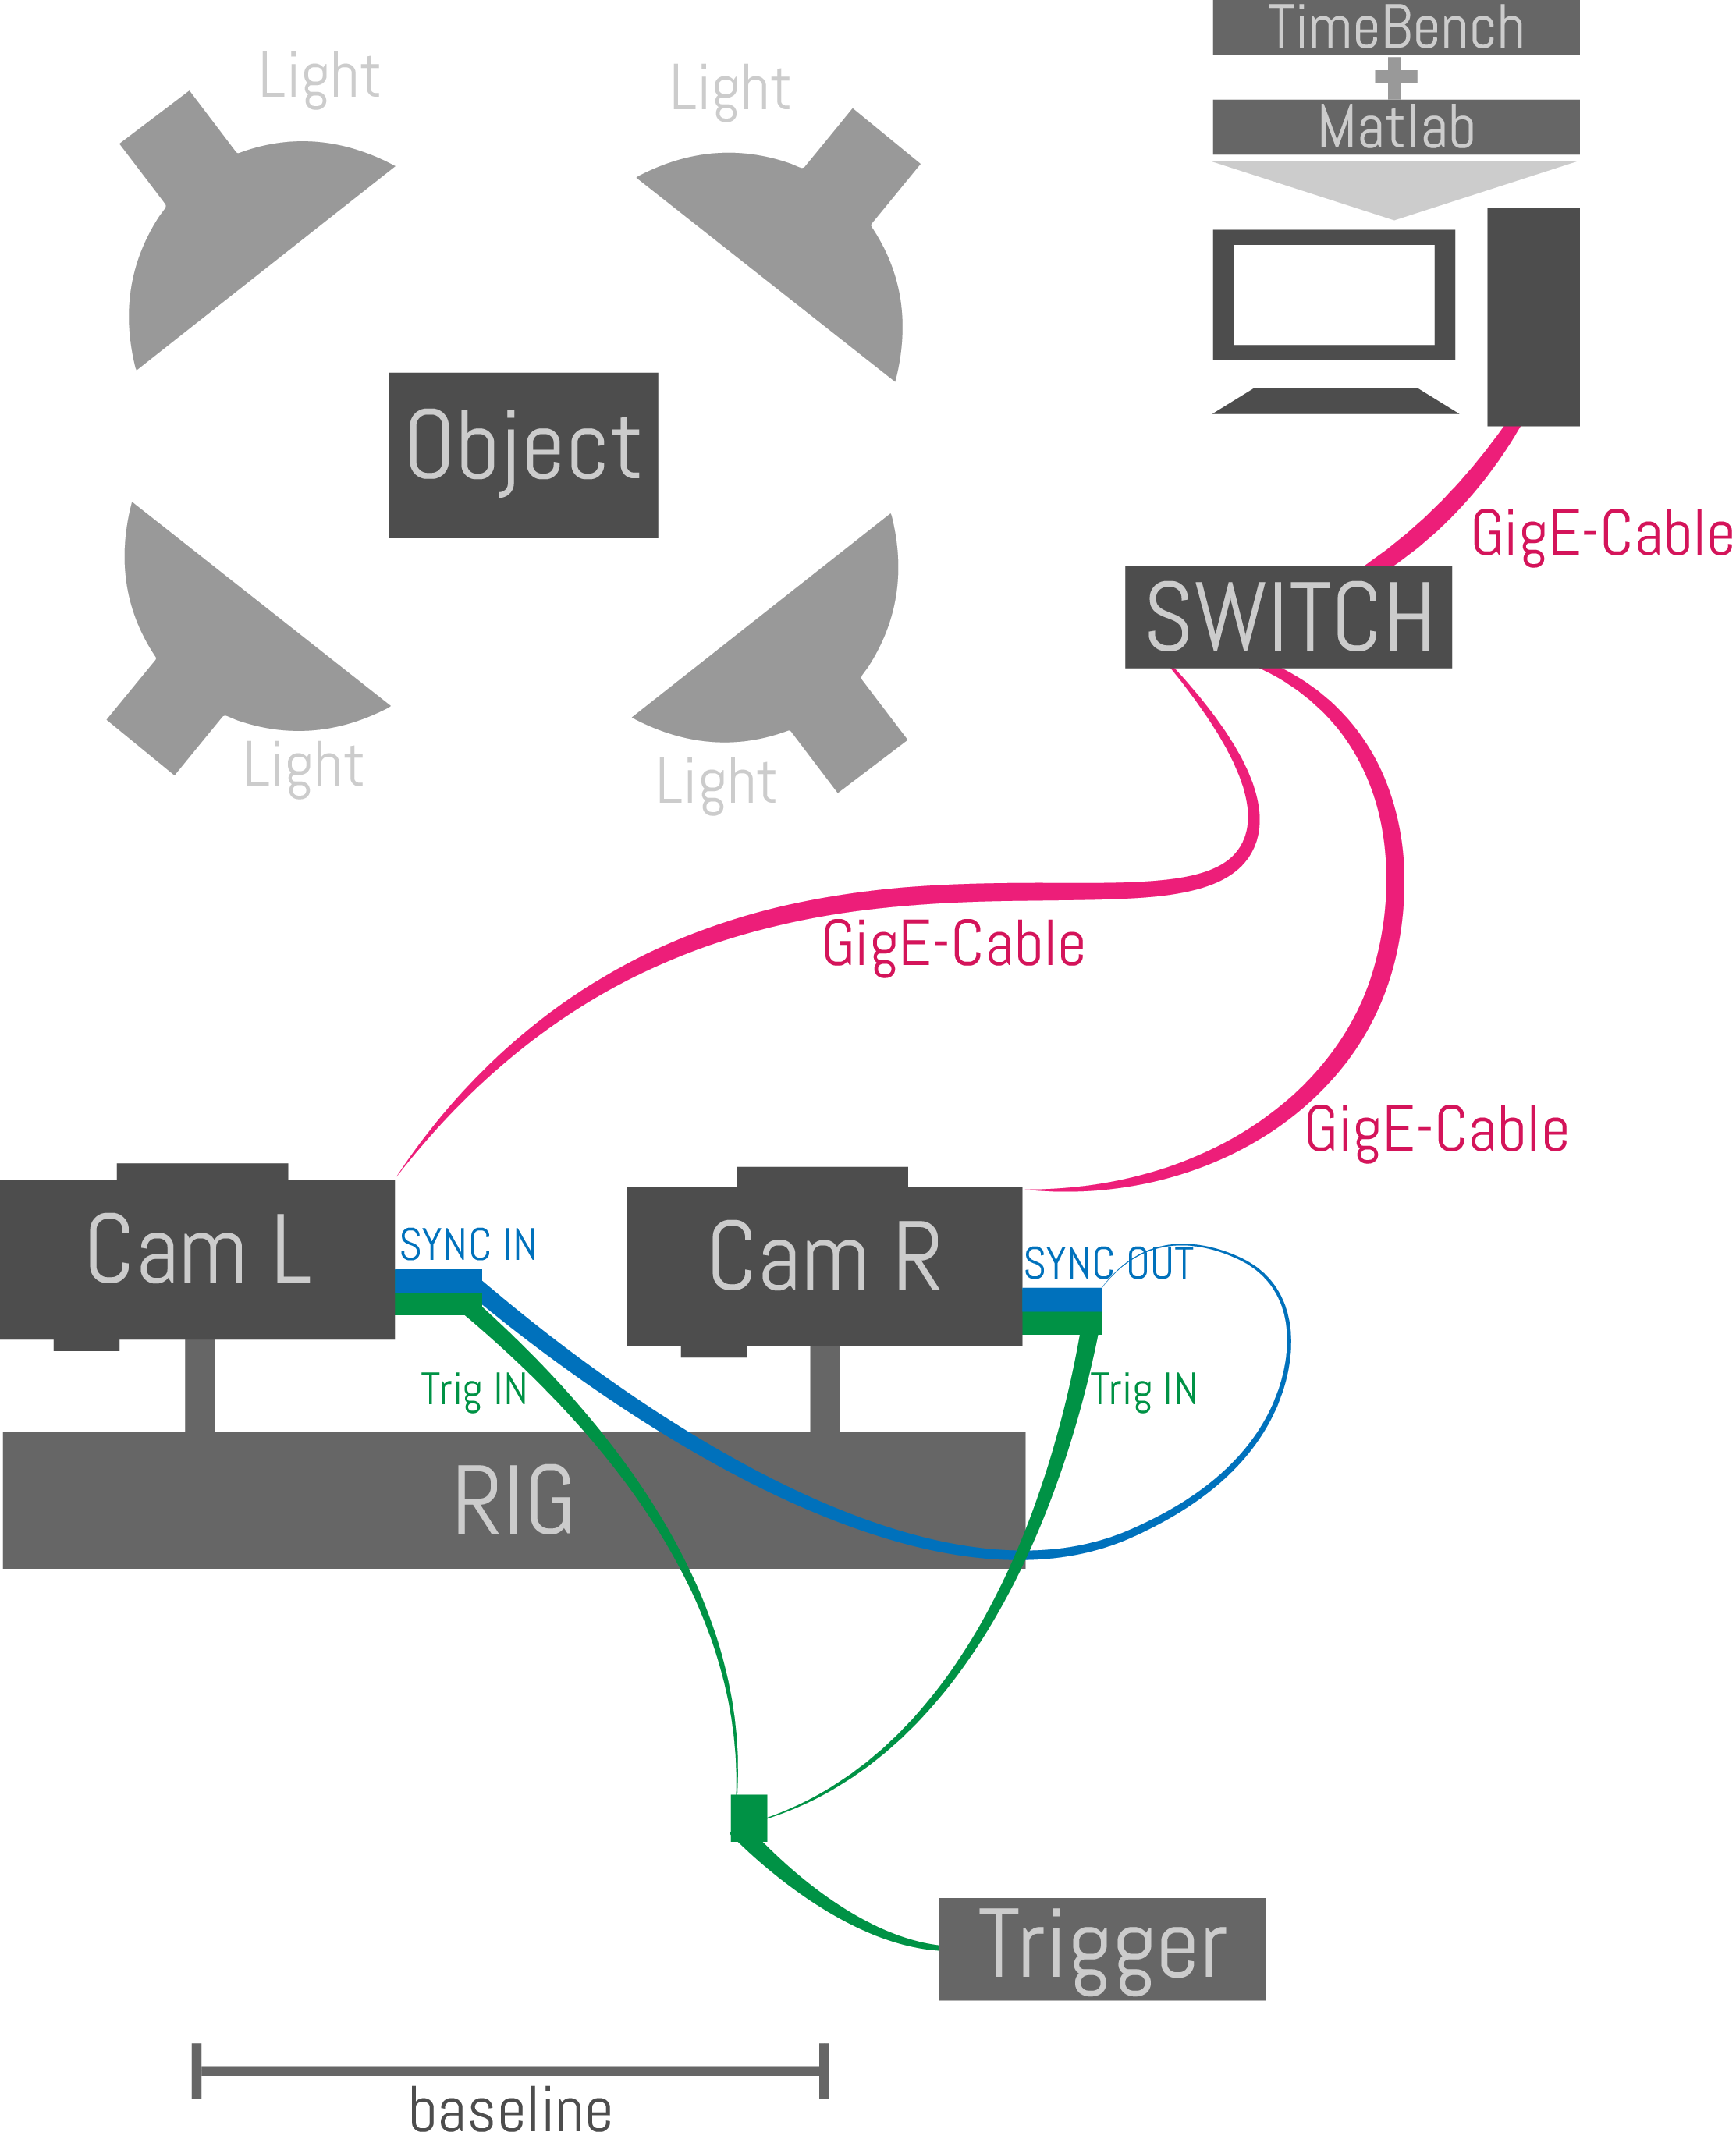 TimeBench
Light
Light
Matlab
Object
GigE-Cable
SWITCH
Light
Light
GigE-Cable
GigE-Cable
Cam L
SYNC IN
Cam R
SYNC OUT
Trig IN
Trig IN
RIG
Trigger
baseline